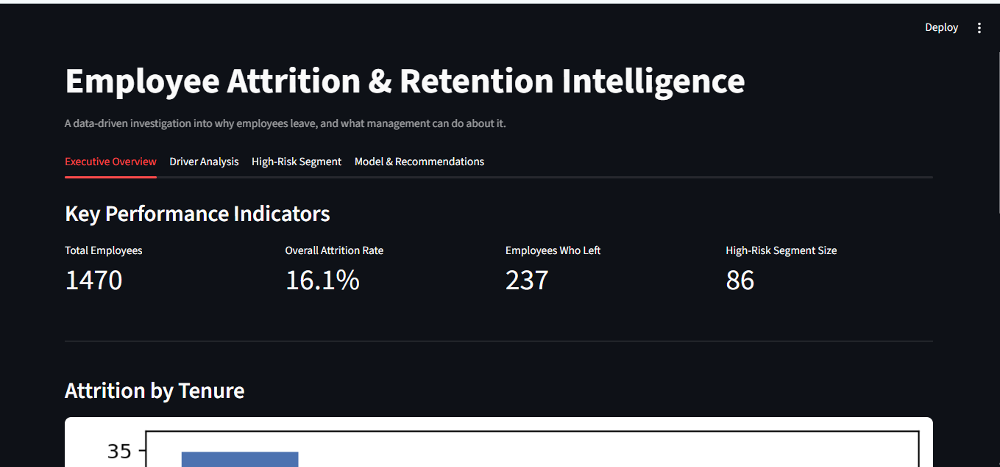 Deploy
Employee Attrition & Retention Intelligence
A data-driven investigation into why employees leave, and what management can do about it.
Executive Overview Driver Analysis High-Risk Segment Model & Recommendations
Key Performance Indicators
Total Employees Overall Attrition Rate Employees Who Left High-Risk Segment Size
1470 16.1% 237 86
Attrition by Tenure
35